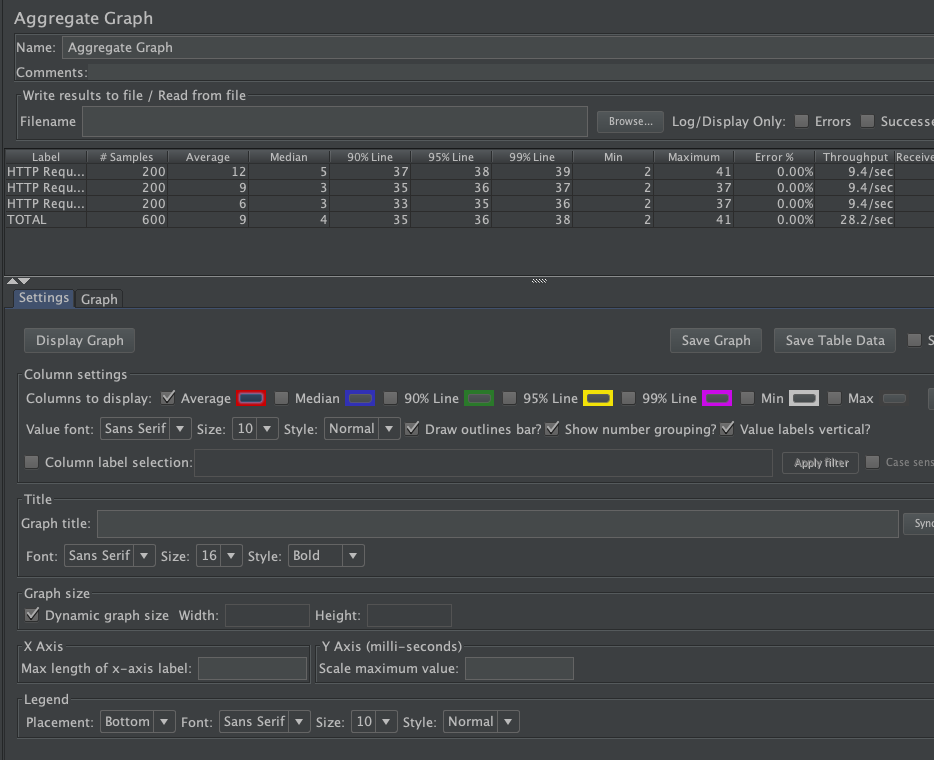 Aggregate Graph
Name: Aggregate Graph
Comments:
Write results to file / Read from file
Filename Browse... Log/Display Only: Errors Successe
Label # Samples Average Median 90% Line 95% Line 99% Line Min Maximum Error % Throughput Receive
HTTP Requ... 200 12 5 37 38 39 2 41 0.00% 9.4/sec
HTTP Requ... 200 9 3 35 36 37 2 37 0.00% 9.4/sec
HTTP Requ... 200 6 3 33 35 36 2 37 0.00% 9.4/sec
TOTAL 600 9 4 35 36 38 2 41 0.00% 28.2/sec
Settings Graph
Display Graph Save Graph Save Table Data S
Column settings
Columns to display: Average Median 90% Line 95% Line 99% Line Min Max
Value font: Sans Serif Size: 10 Style: Normal Draw outlines bar? Show number grouping? Value labels vertical?
Column label selection: Apply filter Case sens
Title
Graph title: Sync
Font: Sans Serif Size: 16 Style: Bold
Graph size
Dynamic graph size Width: Height:
X Axis Y Axis (milli-seconds)
Max length of x-axis label: Scale maximum value:
Legend
Placement: Bottom Font: Sans Serif Size: 10 Style: Normal